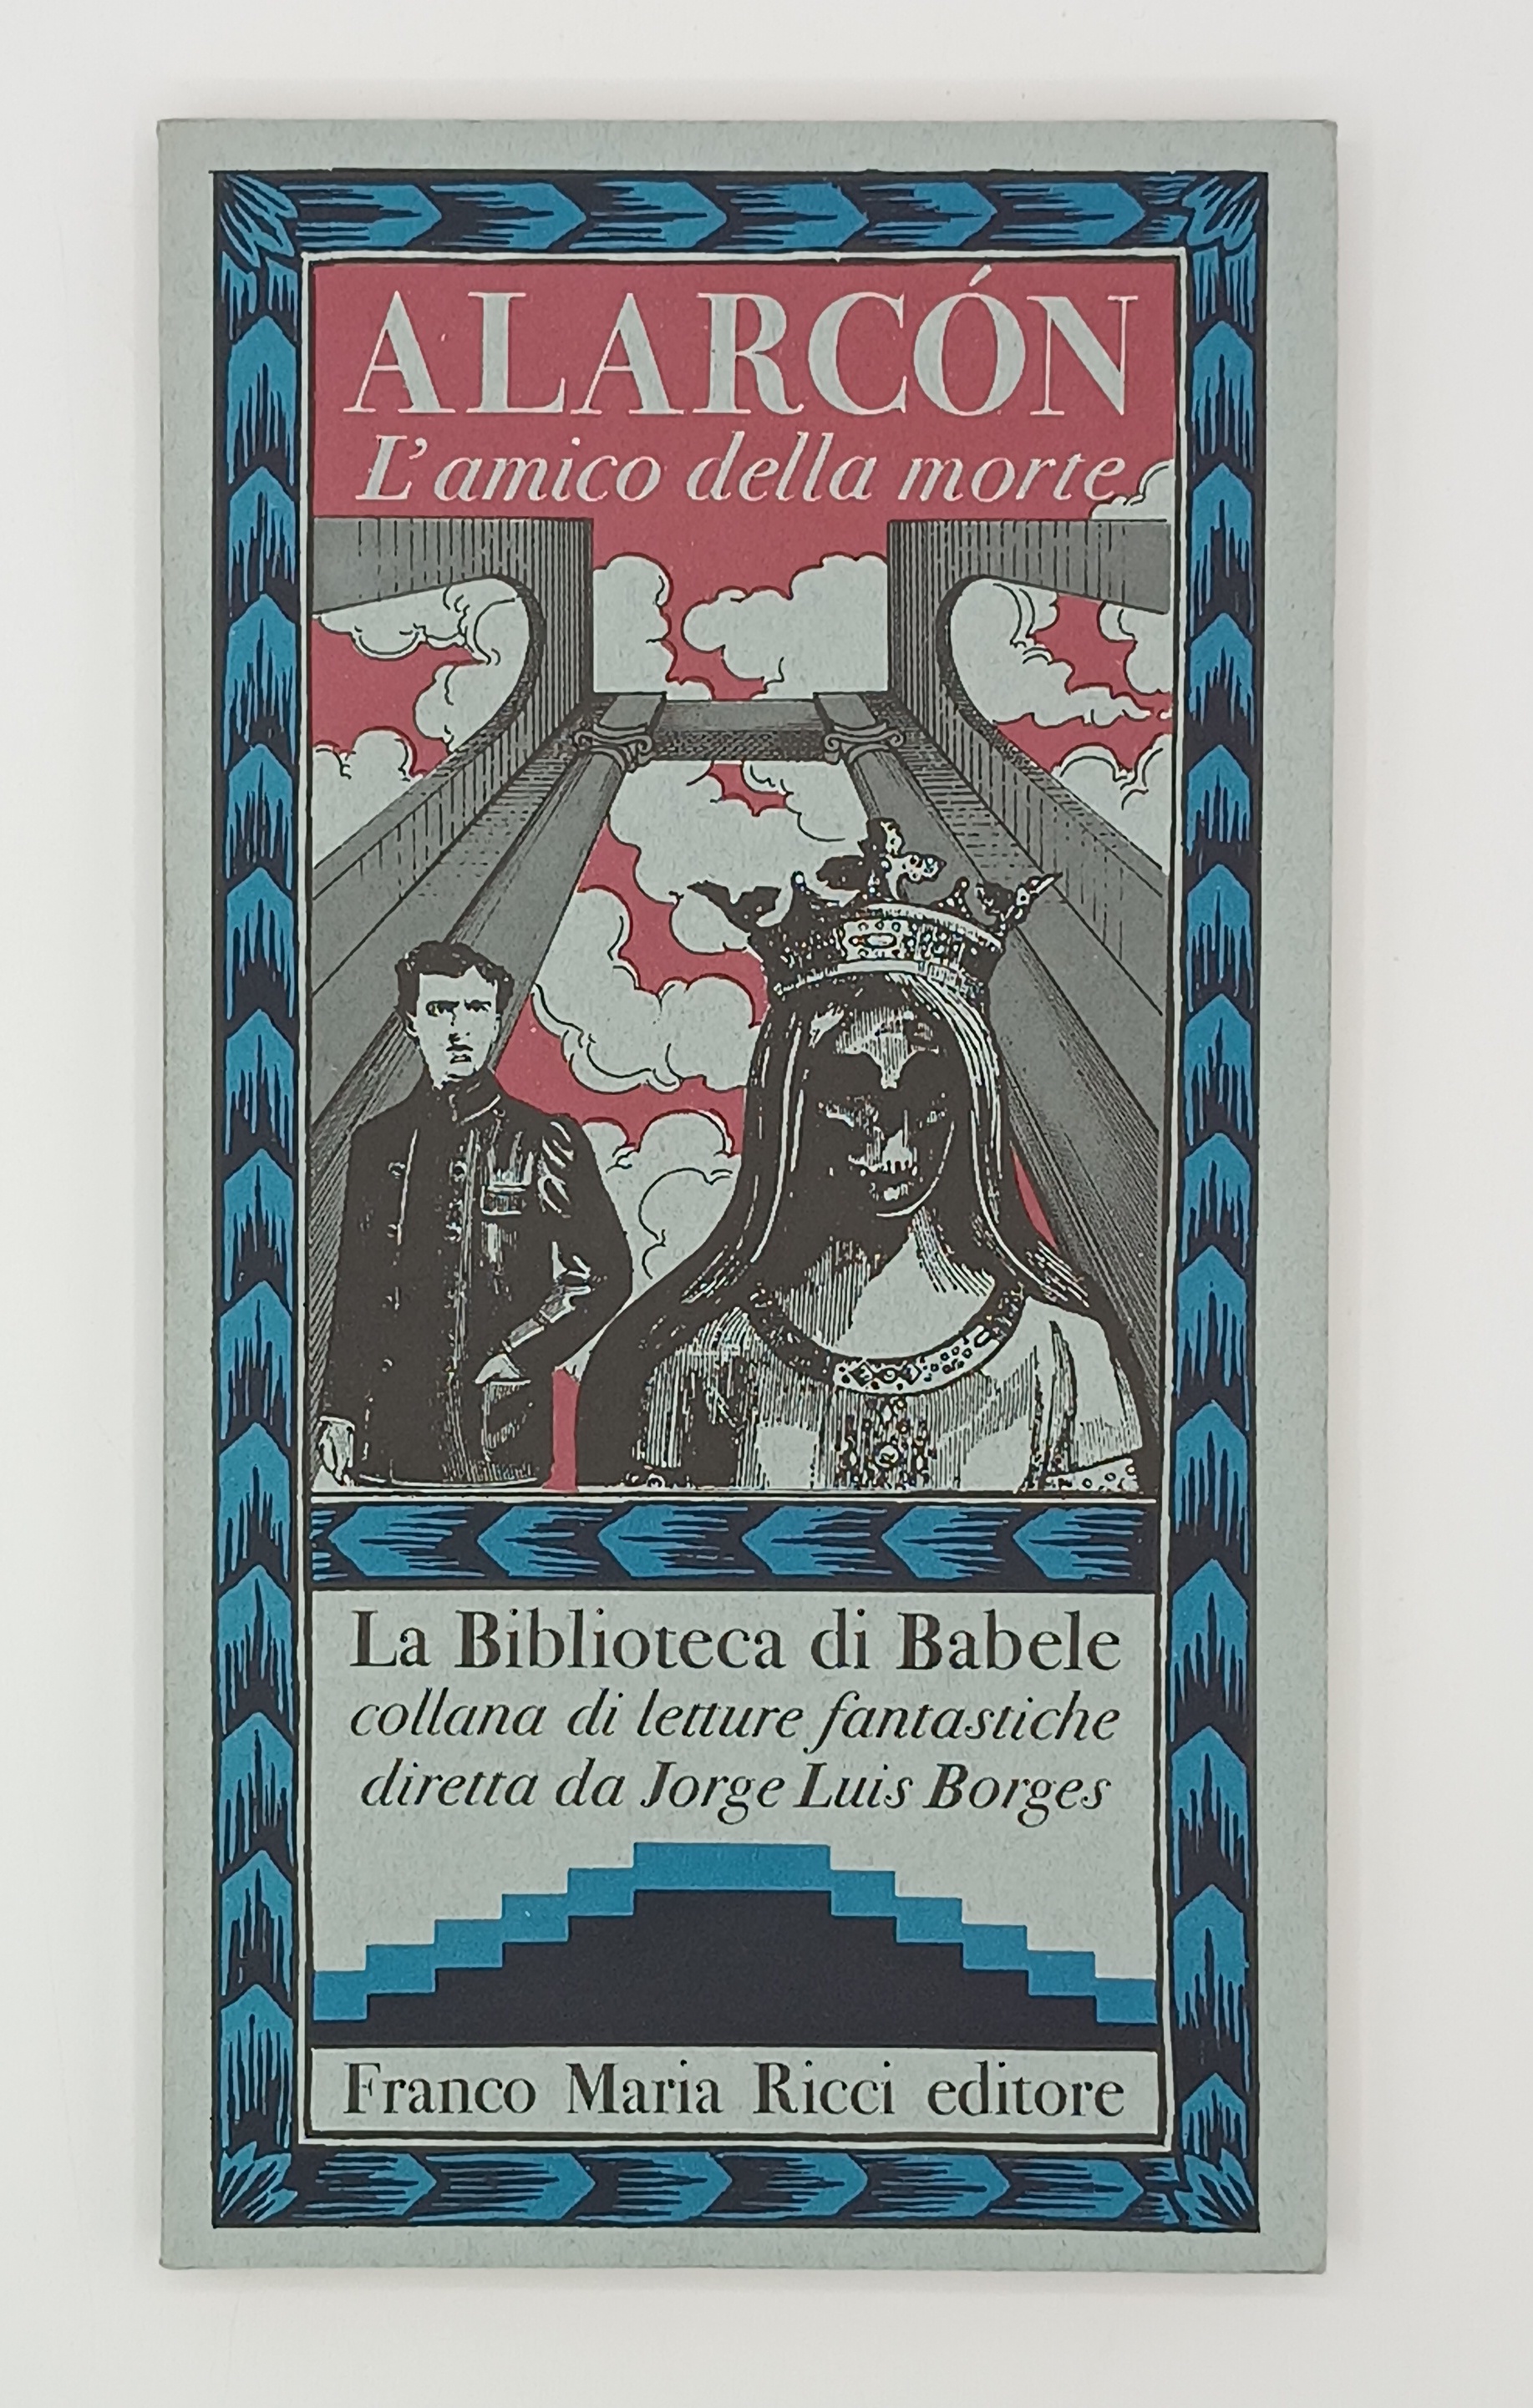 ALARCÓN
L'amico della morte
La Biblioteca di Babele
collana di letture fantastiche
diretta da Jorge Luis Borges
Franco Maria Ricci editore